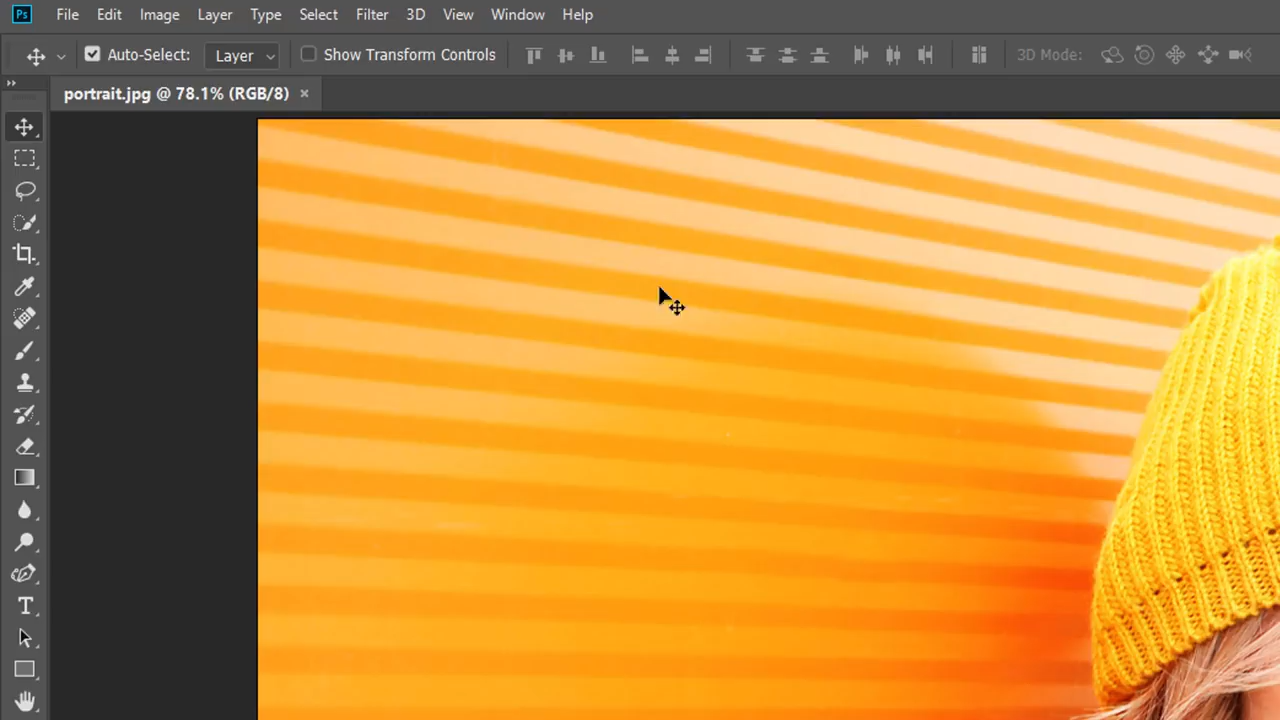 Ps File Edit Image Layer Type Select Filter 3D View Window Help
Auto-Select: Layer Show Transform Controls 3D Mode:
portrait.jpg @ 78.1% (RGB/8) ×
T